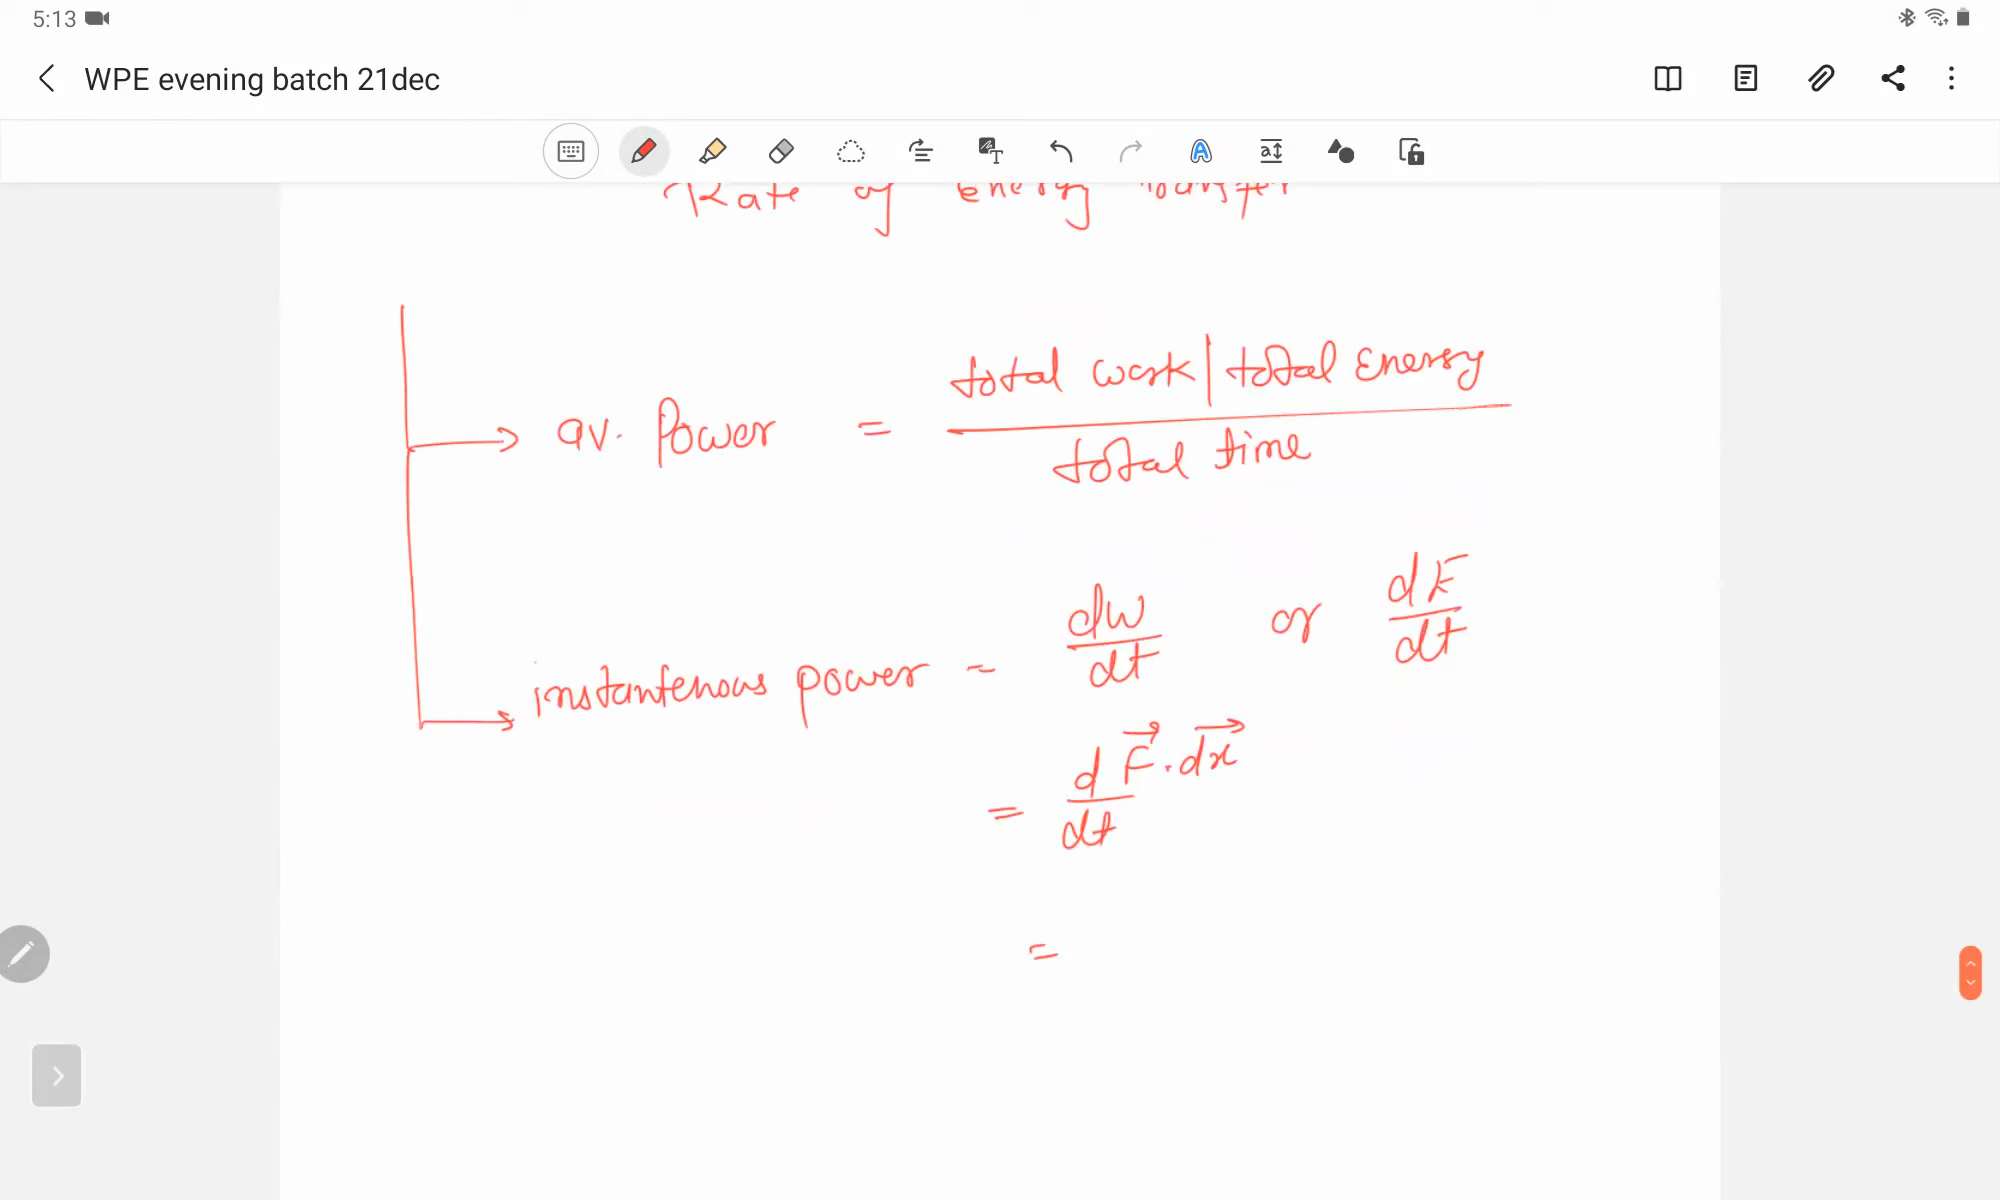 5:13
WPE evening batch 21dec
Rate of energy transfer
av. Power = total work | total Energy / total time
instantenous power = dw/dt or dE/dt
= d/dt F⃗ . dx⃗
=